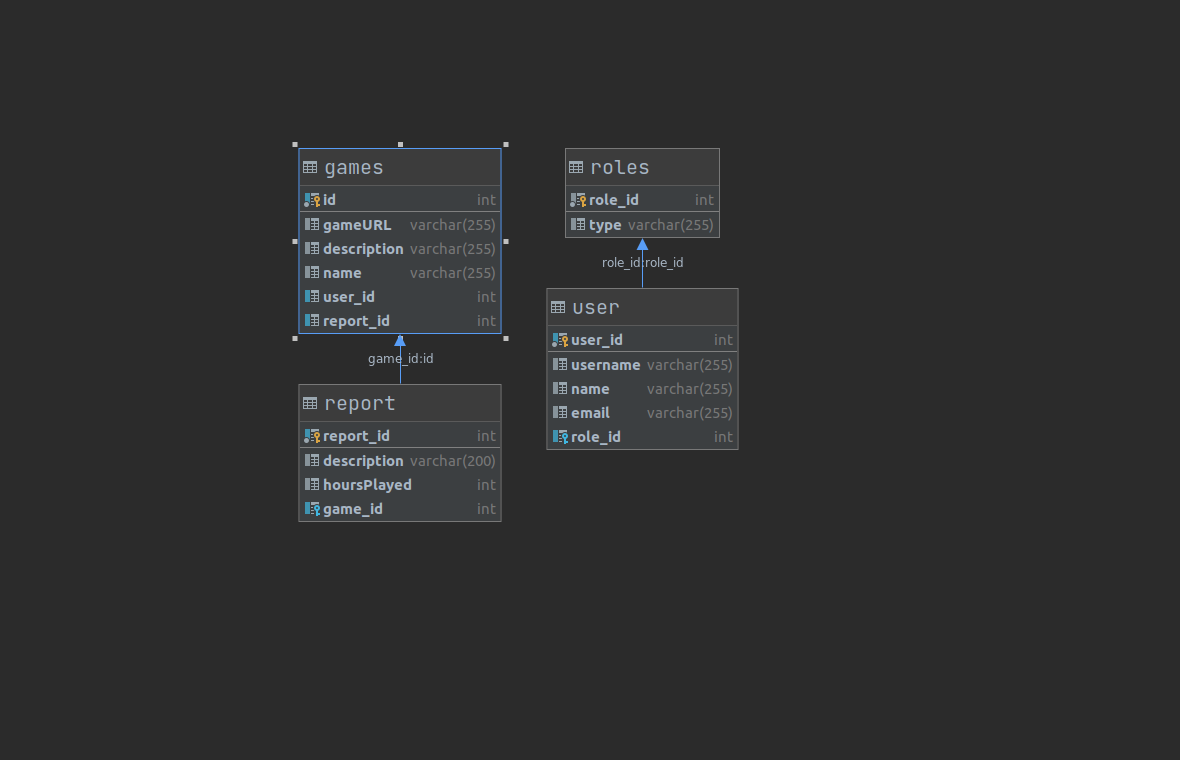 games
id int
gameURL varchar(255)
description varchar(255)
name varchar(255)
user_id int
report_id int
game_id:id
report
report_id int
description varchar(200)
hoursPlayed int
game_id int
roles
role_id int
type varchar(255)
role_id:role_id
user
user_id int
username varchar(255)
name varchar(255)
email varchar(255)
role_id int